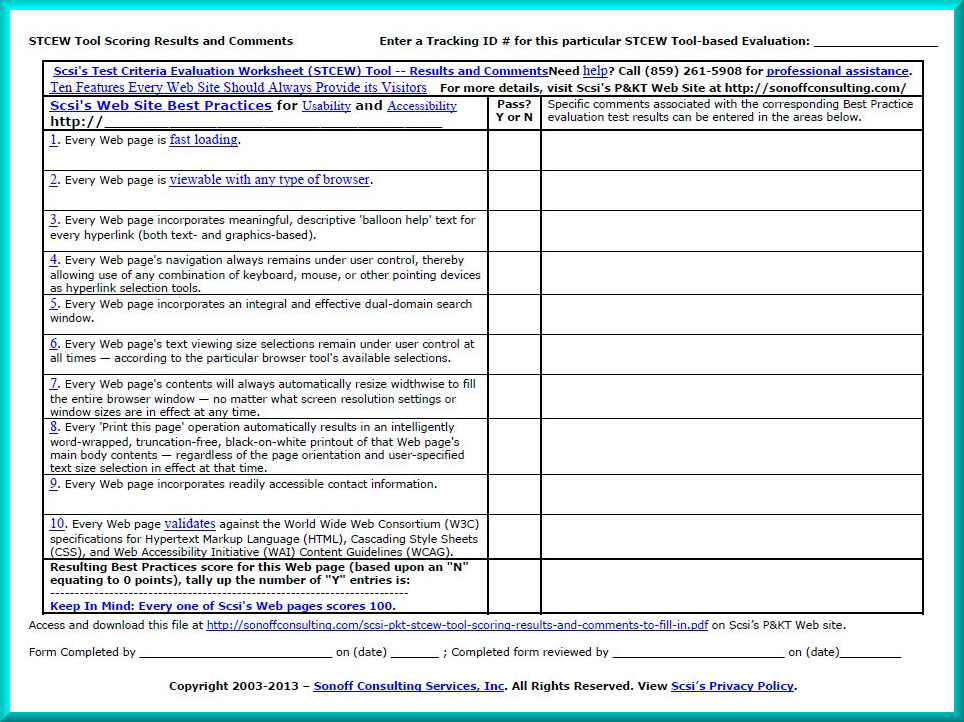 STCEW Tool Scoring Results and Comments Enter a Tracking ID # for this particular STCEW Tool-based Evaluation: ___________________
Scsi's Test Criteria Evaluation Worksheet (STCEW) Tool -- Results and CommentsNeed help? Call (859) 261-5908 for professional assistance.
Ten Features Every Web Site Should Always Provide its Visitors For more details, visit Scsi's P&KT Web Site at http://sonoffconsulting.com/
Scsi's Web Site Best Practices for Usability and Accessibility
http://____________________________________________
Pass?
Y or N
Specific comments associated with the corresponding Best Practice
evaluation test results can be entered in the areas below.
1. Every Web page is fast loading.
2. Every Web page is viewable with any type of browser.
3. Every Web page incorporates meaningful, descriptive 'balloon help' text for
every hyperlink (both text- and graphics-based).
4. Every Web page's navigation always remains under user control, thereby
allowing use of any combination of keyboard, mouse, or other pointing devices
as hyperlink selection tools.
5. Every Web page incorporates an integral and effective dual-domain search
window.
6. Every Web page's text viewing size selections remain under user control at
all times — according to the particular browser tool's available selections.
7. Every Web page's contents will always automatically resize widthwise to fill
the entire browser window — no matter what screen resolution settings or
window sizes are in effect at any time.
8. Every 'Print this page' operation automatically results in an intelligently
word-wrapped, truncation-free, black-on-white printout of that Web page's
main body contents — regardless of the page orientation and user-specified
text size selection in effect at that time.
9. Every Web page incorporates readily accessible contact information.
10. Every Web page validates against the World Wide Web Consortium (W3C)
specifications for Hypertext Markup Language (HTML), Cascading Style Sheets
(CSS), and Web Accessibility Initiative (WAI) Content Guidelines (WCAG).
Resulting Best Practices score for this Web page (based upon an "N"
equating to 0 points), tally up the number of "Y" entries is:
------------------------------------------------------------
Keep In Mind: Every one of Scsi's Web pages scores 100.
Access and download this file at http://sonoffconsulting.com/scsi-pkt-stcew-tool-scoring-results-and-comments-to-fill-in.pdf on Scsi's P&KT Web site.
Form Completed by ____________________________ on (date) _______ ; Completed form reviewed by _________________________ on (date)_________
Copyright 2003-2013 – Sonoff Consulting Services, Inc. All Rights Reserved. View Scsi's Privacy Policy.